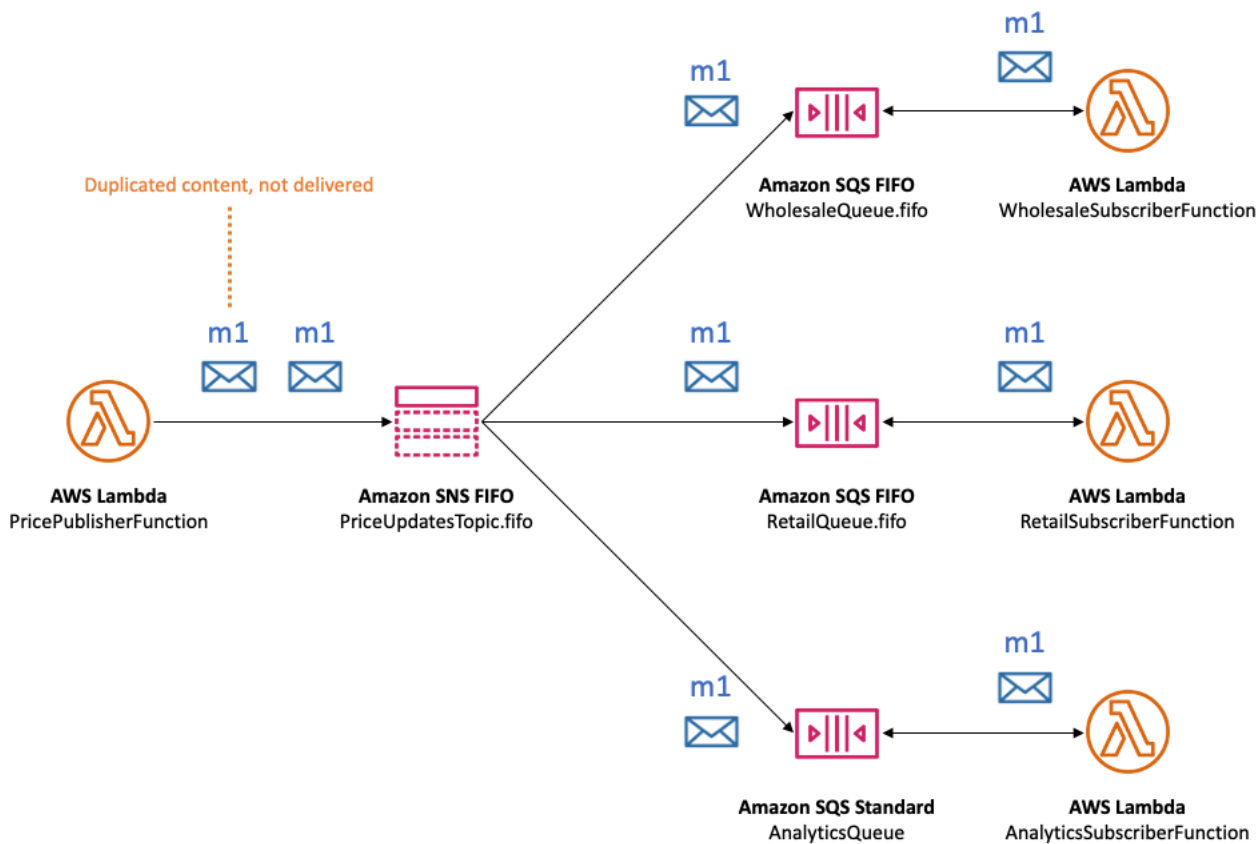 m1
m1
Amazon SQS FIFO
WholesaleQueue.fifo
AWS Lambda
WholesaleSubscriberFunction
Duplicated content, not delivered
m1
m1
m1
m1
AWS Lambda
PricePublisherFunction
Amazon SNS FIFO
PriceUpdatesTopic.fifo
Amazon SQS FIFO
RetailQueue.fifo
AWS Lambda
RetailSubscriberFunction
m1
m1
Amazon SQS Standard
AnalyticsQueue
AWS Lambda
AnalyticsSubscriberFunction